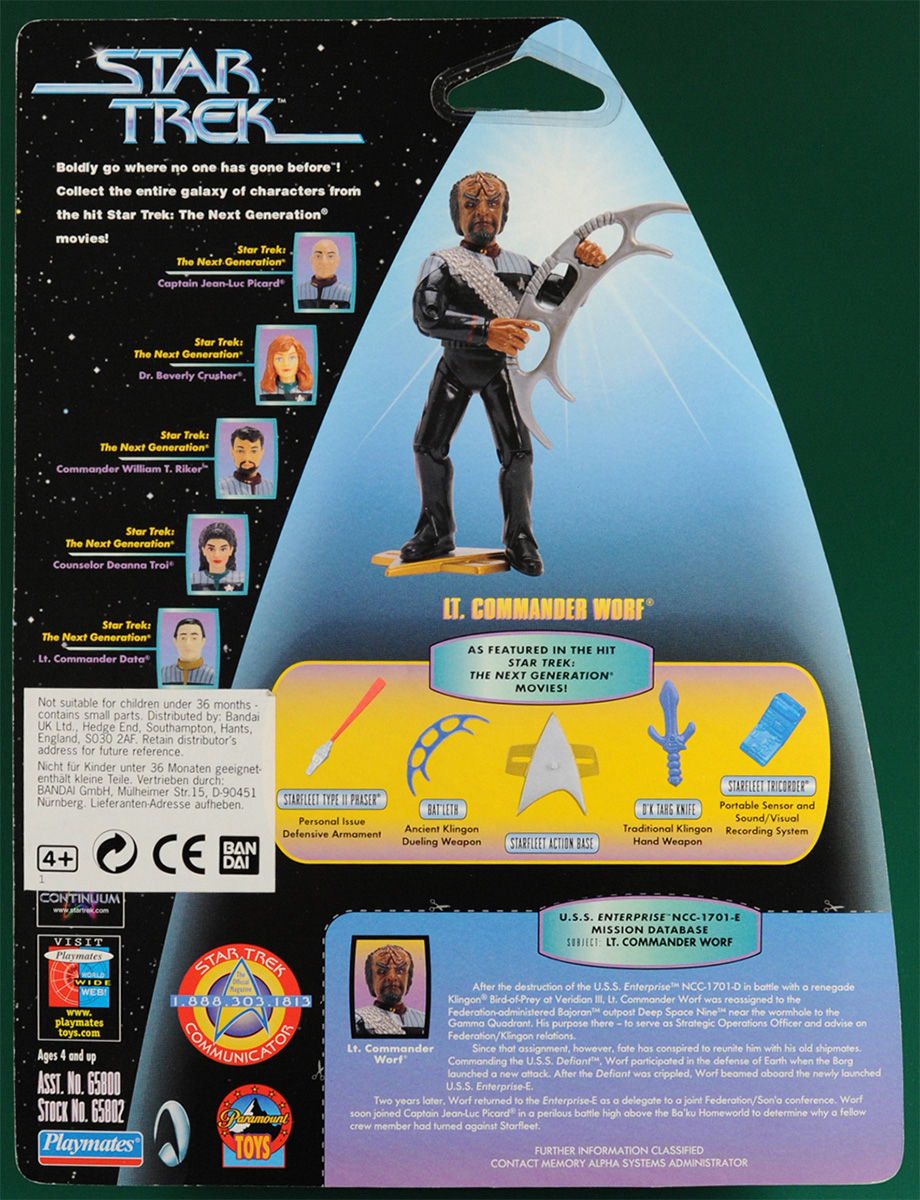 STAR
TREK™
Boldly go where no one has gone before™!
Collect the entire galaxy of characters from
the hit Star Trek: The Next Generation®
movies!
Star Trek:
The Next Generation®
Captain Jean-Luc Picard®
Star Trek:
The Next Generation®
Dr. Beverly Crusher®
Star Trek:
The Next Generation®
Commander William T. Riker™
Star Trek:
The Next Generation®
Counselor Deanna Troi®
Star Trek:
The Next Generation®
Lt. Commander Data®
LT. COMMANDER WORF®
AS FEATURED IN THE HIT
STAR TREK:
THE NEXT GENERATION®
MOVIES!
STARFLEET TYPE II PHASER®
Personal Issue
Defensive Armament
BAT'LETH
Ancient Klingon
Dueling Weapon
STARFLEET ACTION BASE
D'K TAHG KNIFE
Traditional Klingon
Hand Weapon
STARFLEET TRICORDER®
Portable Sensor and
Sound/Visual
Recording System
Not suitable for children under 36 months -
contains small parts. Distributed by: Bandai
UK Ltd., Hedge End, Southampton, Hants,
England, SO30 2AF. Retain distributor's
address for future reference.
Nicht für Kinder unter 36 Monaten geeignet-
enthält kleine Teile. Vertrieben durch:
BANDAI GmbH, Mülheimer Str.15, D-90451
Nürnberg. Lieferanten-Adresse aufheben.
4+
CE
BAN
DAI
1
CONTINUUM
www.startrek.com
VISIT
Playmates
WORLD
WIDE
WEB!
www.
playmates
toys.com
Ages 4 and up
ASST. NO. 65800
STOCK NO. 65802
Playmates®
STAR TREK
The
Official
Magazine
1.888.303.1813
COMMUNICATOR
Paramount
TOYS
U.S.S. ENTERPRISE™ NCC-1701-E
MISSION DATABASE
SUBJECT: LT. COMMANDER WORF
Lt. Commander
Worf®
After the destruction of the U.S.S. Enterprise™ NCC-1701-D in battle with a renegade
Klingon® Bird-of-Prey at Veridian III, Lt. Commander Worf was reassigned to the
Federation-administered Bajoran™ outpost Deep Space Nine™ near the wormhole to the
Gamma Quadrant. His purpose there – to serve as Strategic Operations Officer and advise on
Federation/Klingon relations.
Since that assignment, however, fate has conspired to reunite him with his old shipmates.
Commanding the U.S.S. Defiant™, Worf participated in the defense of Earth when the Borg
launched a new attack. After the Defiant was crippled, Worf beamed aboard the newly launched
U.S.S. Enterprise-E.
Two years later, Worf returned to the Enterprise-E as a delegate to a joint Federation/Son'a conference. Worf
soon joined Captain Jean-Luc Picard® in a perilous battle high above the Ba'ku Homeworld to determine why a fellow
crew member had turned against Starfleet.
FURTHER INFORMATION CLASSIFIED
CONTACT MEMORY ALPHA SYSTEMS ADMINISTRATOR